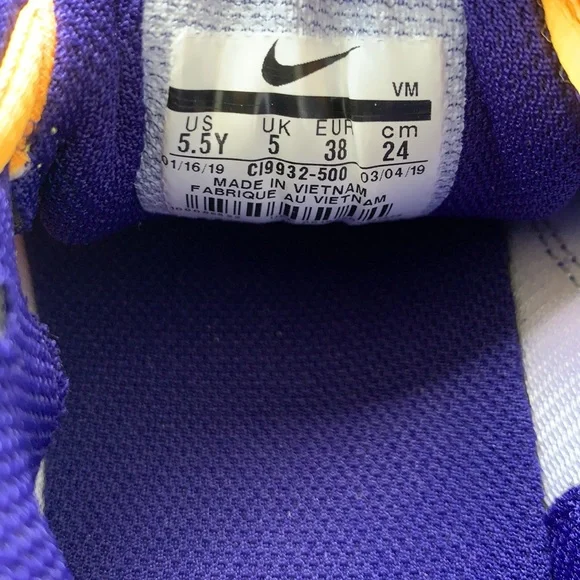 VM
US UK EUR cm
5.5Y 5 38 24
01/16/19 CI9932-500 03/04/19
MADE IN VIETNAM
FABRIQUE AU VIETNAM